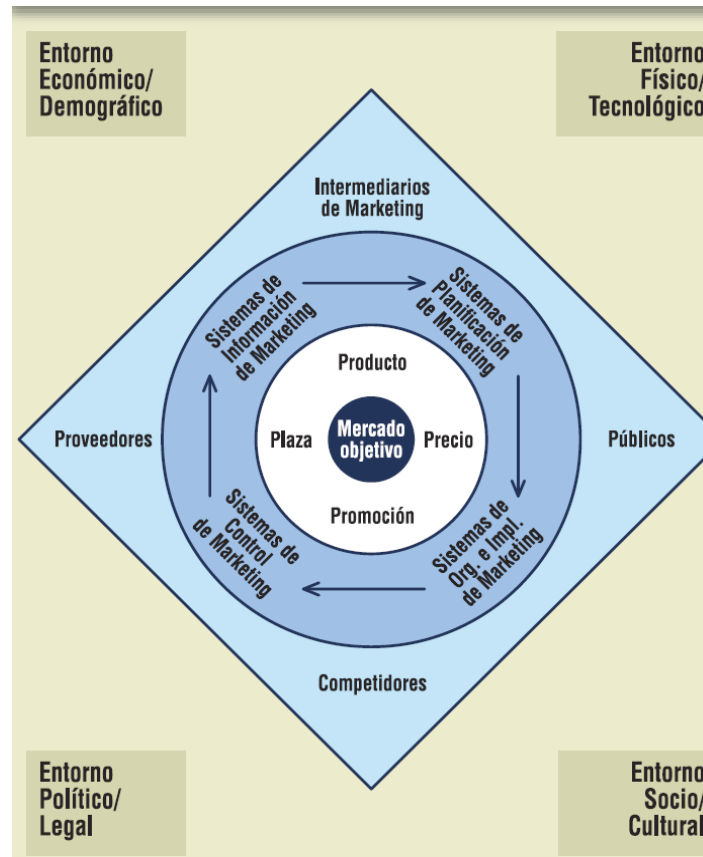 Entorno
Económico/
Demográfico
Entorno
Físico/
Tecnológico
Intermediarios
de Marketing
Sistemas de
Información
de Marketing
Sistemas de
Planificación
de Marketing
Producto
Proveedores
Plaza
Mercado
objetivo
Precio
Públicos
Promoción
Sistemas de
Control
de Marketing
Sistemas de
Org. e Impl.
de Marketing
Competidores
Entorno
Político/
Legal
Entorno
Socio/
Cultural